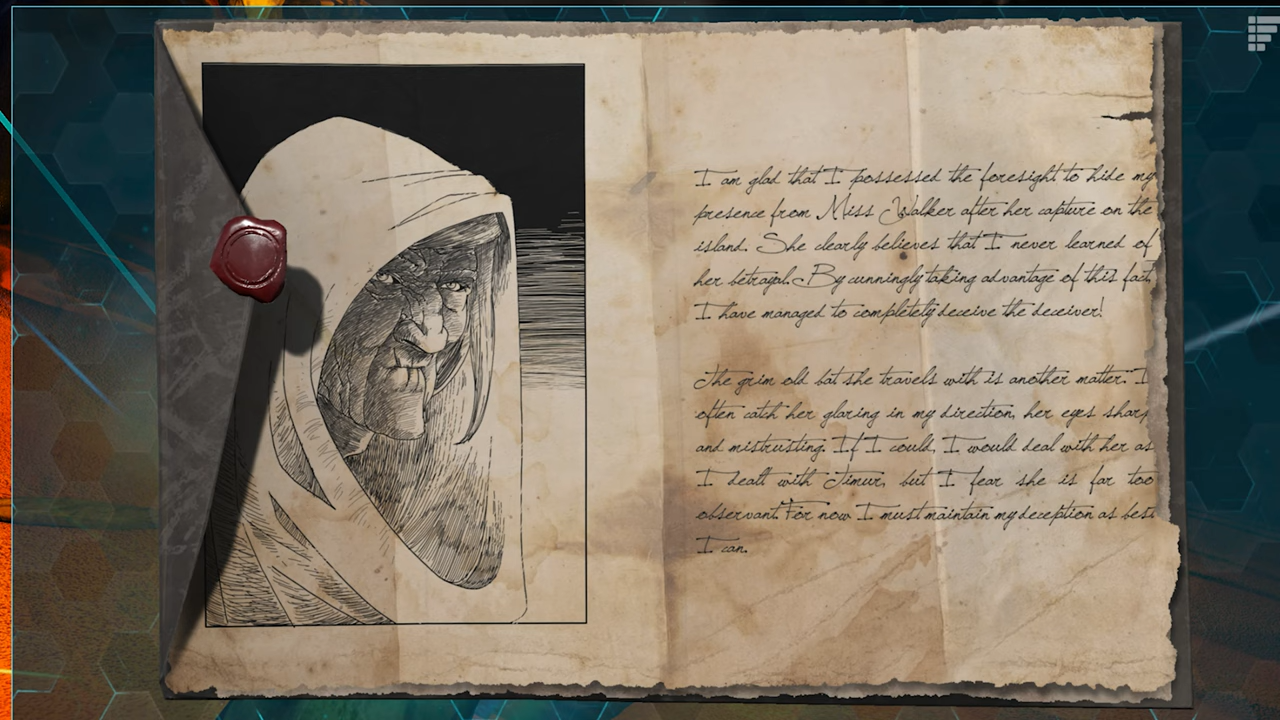 I am glad that I possessed the foresight to hide my
presence from Miss Walker after her capture on the
island. She clearly believes that I never learned of
her betrayal. By cunningly taking advantage of this fact,
I have managed to completely deceive the deceiver!
The grim old bat she travels with is another matter. I
often catch her glaring in my direction, her eyes sharp
and mistrusting. If I could, I would deal with her as
I dealt with Timur, but I fear she is far too
observant. For now I must maintain my deception as best
I can.